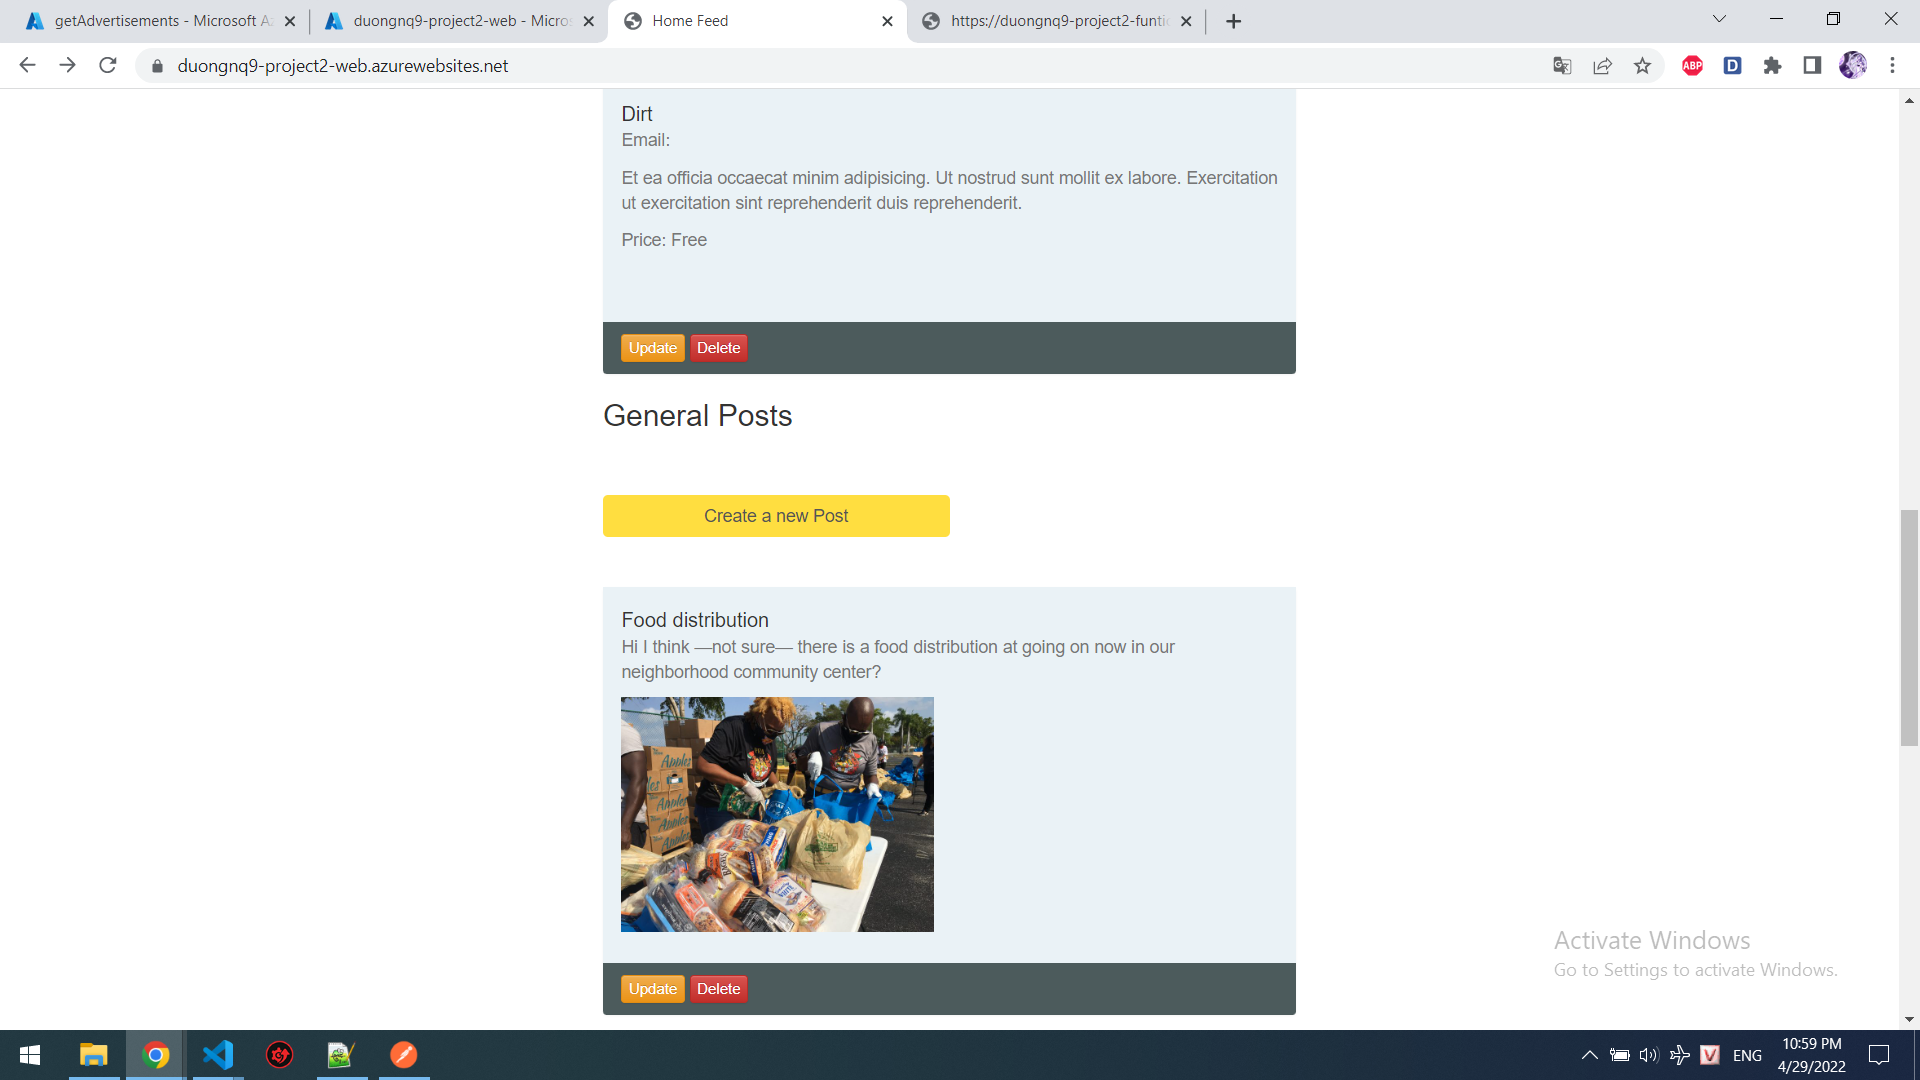 getAdvertisements - Microsoft A
duongnq9-project2-web - Micro
Home Feed
https://duongnq9-project2-funti
duongnq9-project2-web.azurewebsites.net
ABP
D
Dirt
Email:
Et ea officia occaecat minim adipisicing. Ut nostrud sunt mollit ex labore. Exercitation
ut exercitation sint reprehenderit duis reprehenderit.
Price: Free
Update Delete
General Posts
Create a new Post
Food distribution
Hi I think —not sure— there is a food distribution at going on now in our
neighborhood community center?
Apples
Apples
Apples
Apples
Update Delete
Activate Windows
Go to Settings to activate Windows.
V
ENG
10:59 PM
4/29/2022